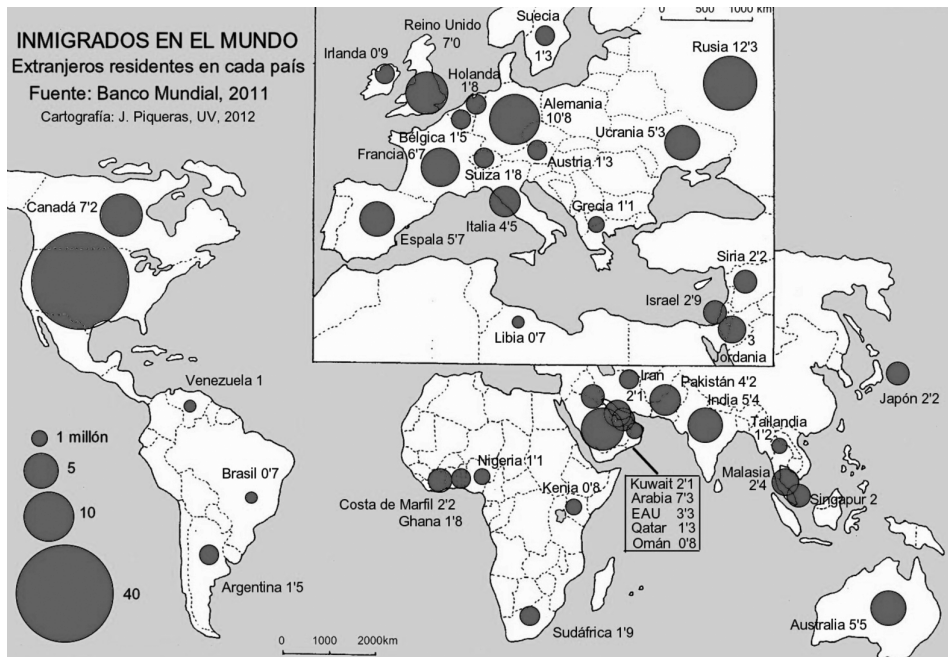 INMIGRADOS EN EL MUNDO
Extranjeros residentes en cada país
Fuente: Banco Mundial, 2011
Cartografía: J. Piqueras, UV, 2012
0 500 1000 km
Suecia
1'3
Reino Unido
7'0
Irlanda 0'9
Holanda
1'8
Rusia 12'3
Alemania
10'8
Ucrania 5'3
Bélgica 1'5
Francia 6'7
Suiza 1'8
Austria 1'3
Grecia 1'1
Italia 4'5
Espala 5'7
Siria 2'2
Israel 2'9
3
Jordania
Libia 0'7
Canadá 7'2
Venezuela 1
Brasil 0'7
Argentina 1'5
1 millón
5
10
40
Iran
2'1
Pakistán 4'2
India 5'4
Japón 2'2
Tailandia
1'2
Malasia
2'4
Singapur 2
Nigeria 1'1
Costa de Marfil 2'2
Ghana 1'8
Kenia 0'8
Kuwait 2'1
Arabia 7'3
EAU 3'3
Qatar 1'3
Omán 0'8
Sudáfrica 1'9
Australia 5'5
0 1000 2000km